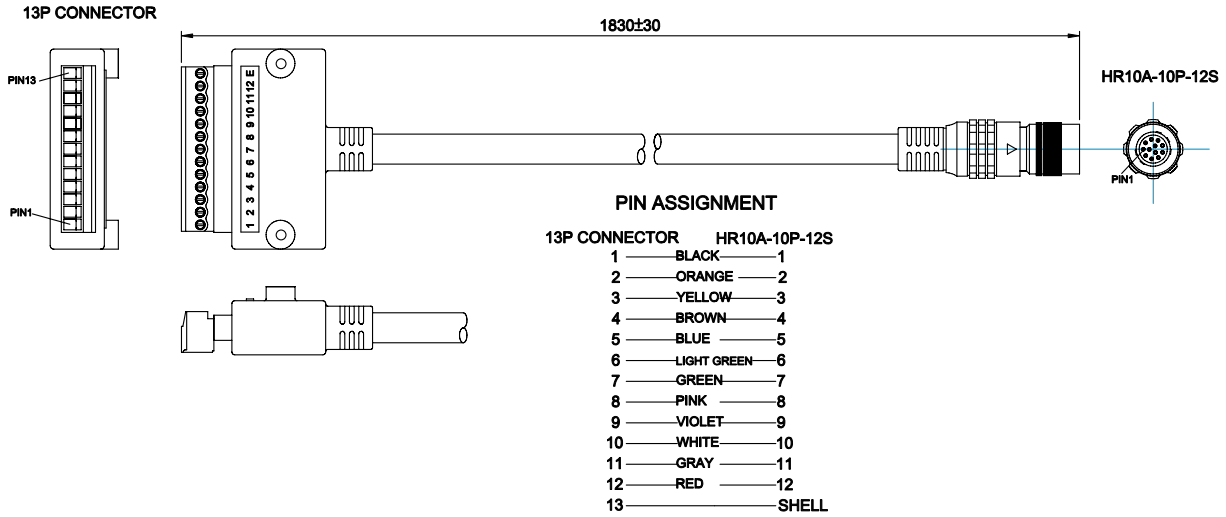 13P CONNECTOR
1830±30
PIN13
HR10A-10P-12S
1 2 3 4 5 6 7 8 9 10 11 12 E
PIN1
PIN1
PIN ASSIGNMENT
13P CONNECTOR HR10A-10P-12S
1 BLACK 1
2 ORANGE 2
3 YELLOW 3
4 BROWN 4
5 BLUE 5
6 LIGHT GREEN 6
7 GREEN 7
8 PINK 8
9 VIOLET 9
10 WHITE 10
11 GRAY 11
12 RED 12
13 SHELL